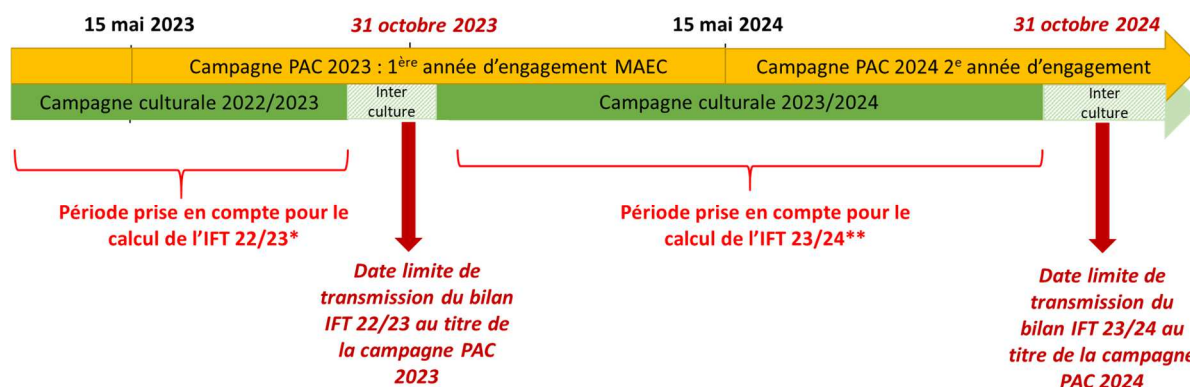 15 mai 2023
31 octobre 2023
15 mai 2024
31 octobre 2024
Campagne PAC 2023 : 1ère année d’engagement MAEC
Campagne PAC 2024 2e année d’engagement
Campagne culturale 2022/2023
Inter
culture
Campagne culturale 2023/2024
Inter
culture
Période prise en compte pour le
calcul de l’IFT 22/23*
Période prise en compte pour le
calcul de l’IFT 23/24**
Date limite de
transmission du bilan
IFT 22/23 au titre de
la campagne PAC
2023
Date limite de
transmission du
bilan IFT 23/24 au
titre de la campagne
PAC 2024